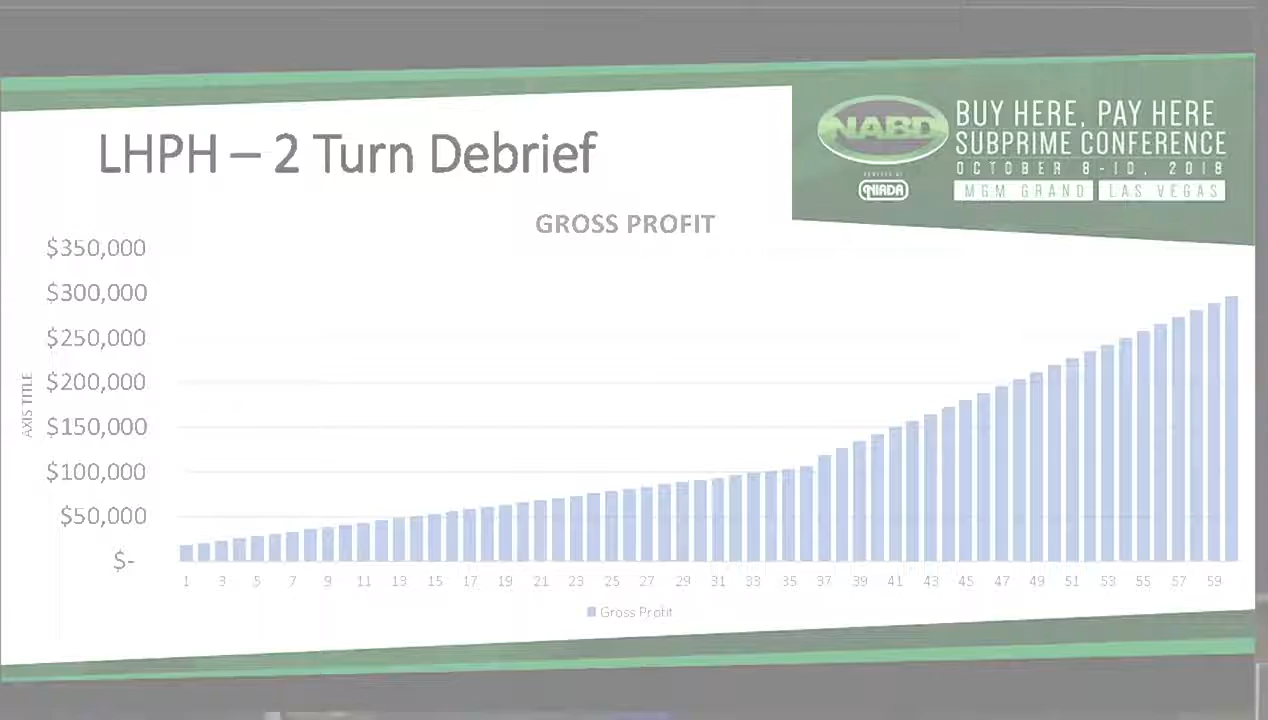 LHPH – 2 Turn Debrief
NABD
POWERED BY
NIADA
BUY HERE, PAY HERE
SUBPRIME CONFERENCE
OCTOBER 8-10, 2018
MGM GRAND
LAS VEGAS
GROSS PROFIT
AXIS TITLE
$350,000
$300,000
$250,000
$200,000
$150,000
$100,000
$50,000
$-
1 3 5 7 9 11 13 15 17 19 21 23 25 27 29 31 33 35 37 39 41 43 45 47 49 51 53 55 57 59
Gross Profit